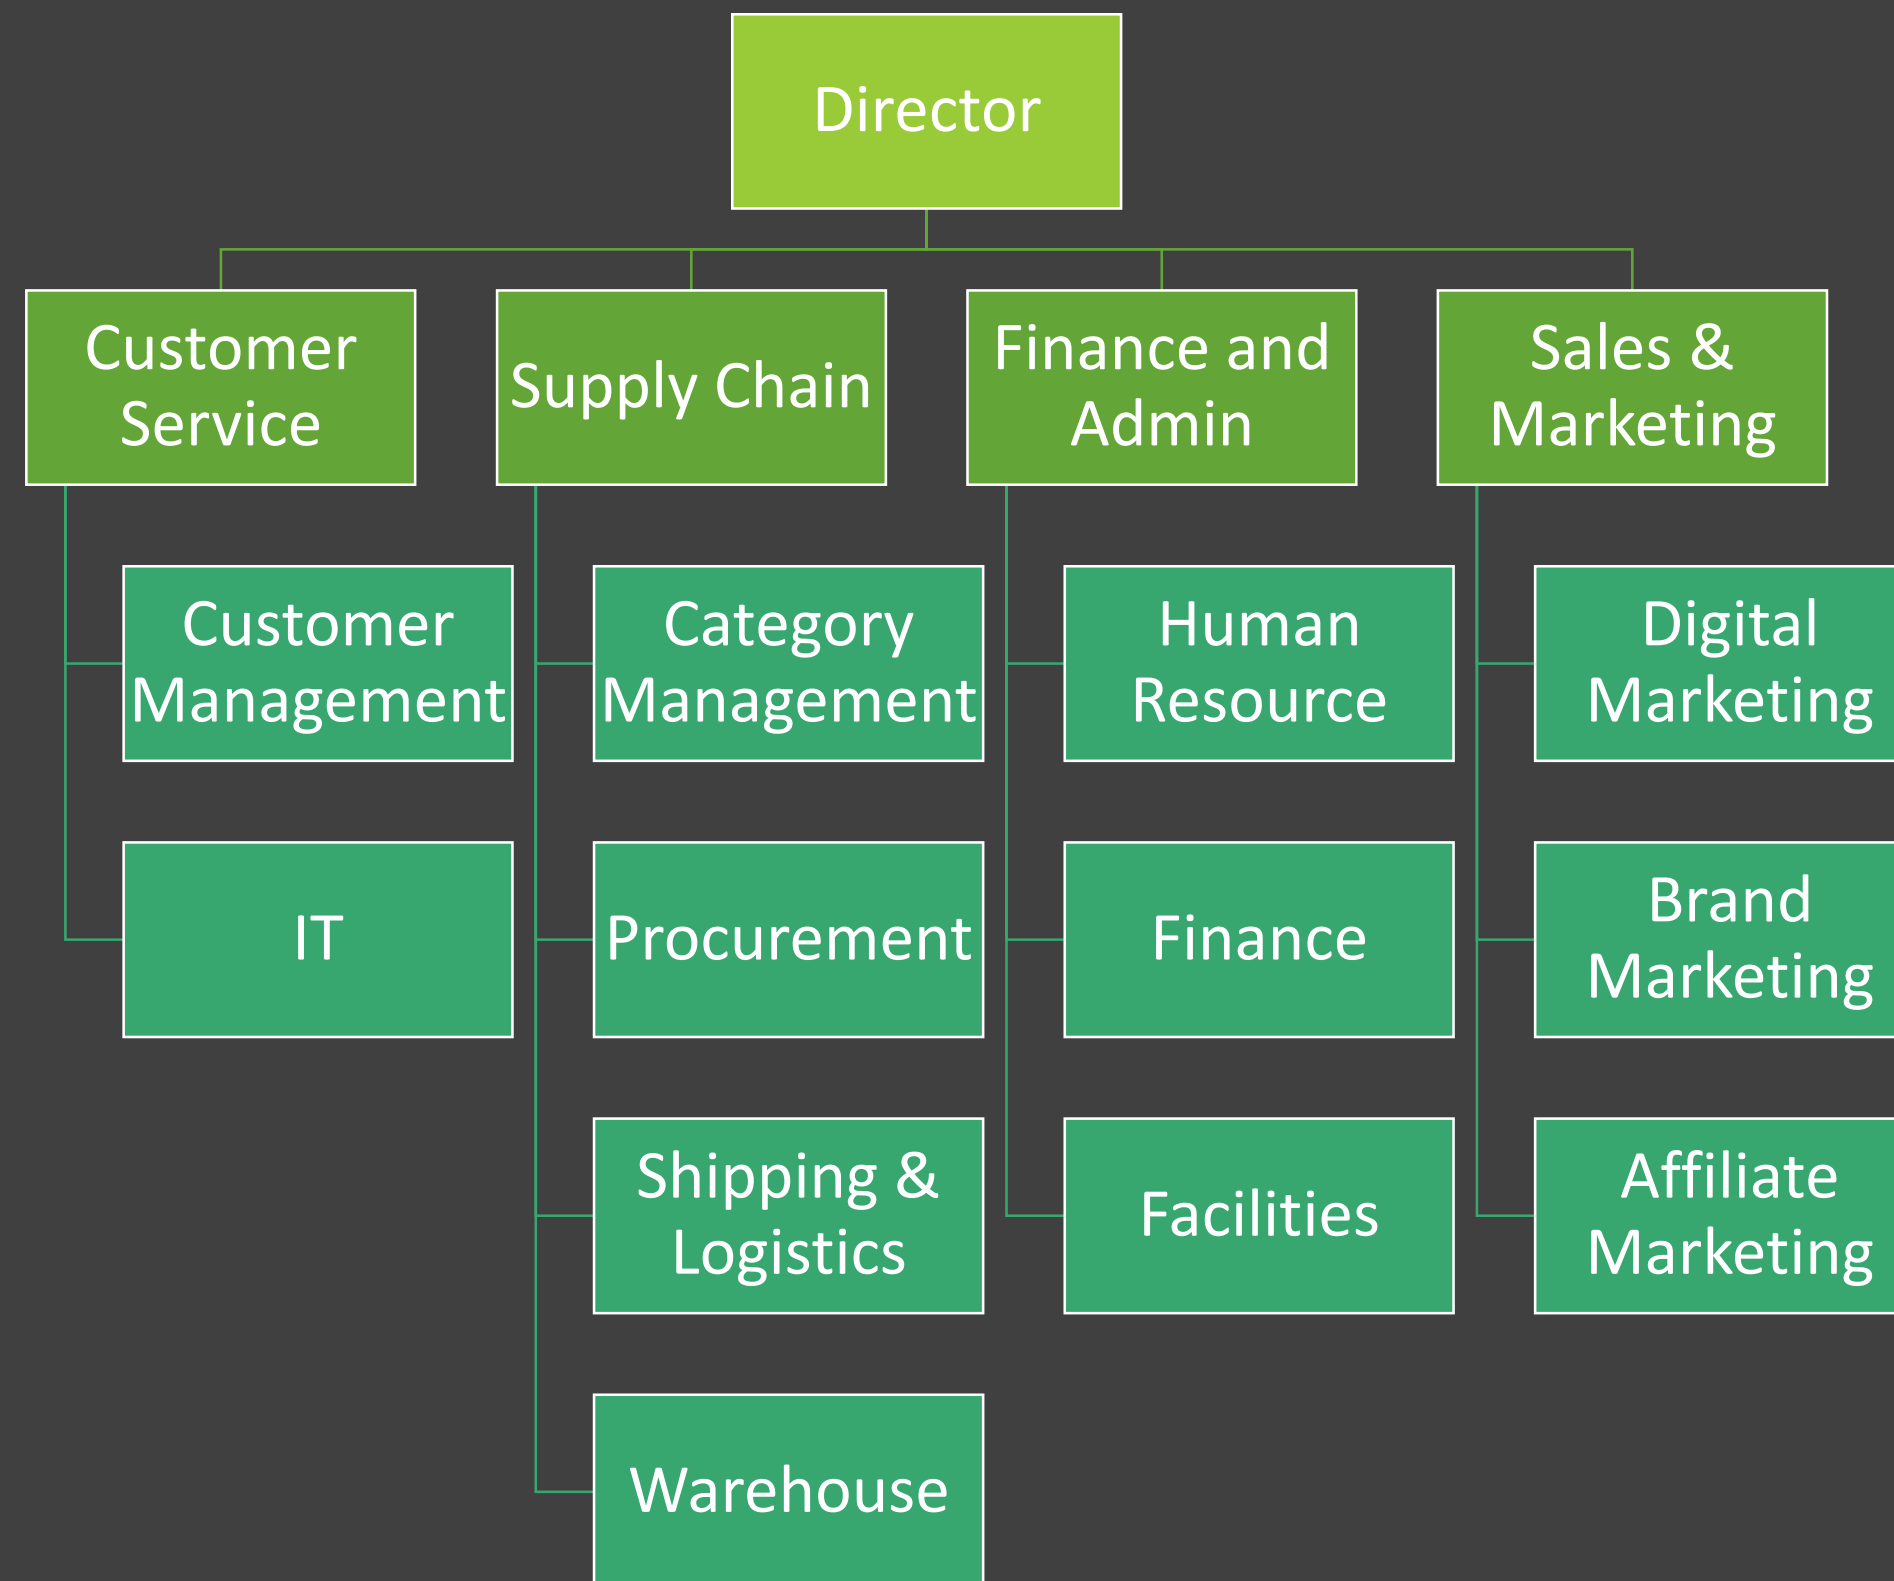 Director
Customer
Service
Supply Chain
Finance and
Admin
Sales &
Marketing
Customer
Management
Category
Management
Human
Resource
Digital
Marketing
IT
Procurement
Finance
Brand
Marketing
Shipping &
Logistics
Facilities
Affiliate
Marketing
Warehouse